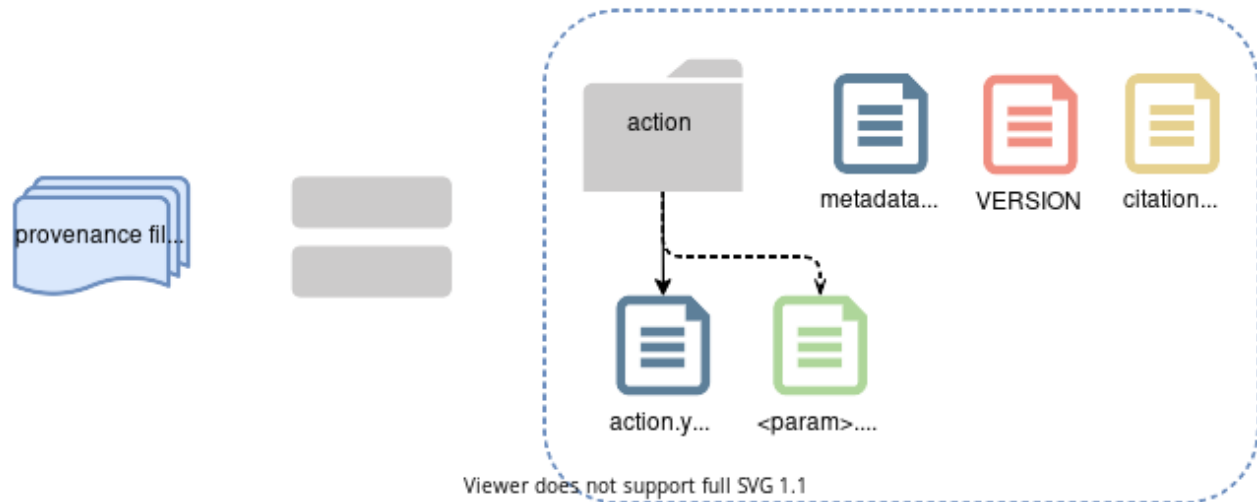 action
metadata...
VERSION
citation...
provenance fil...
action.y...
<param>....
Viewer does not support full SVG 1.1